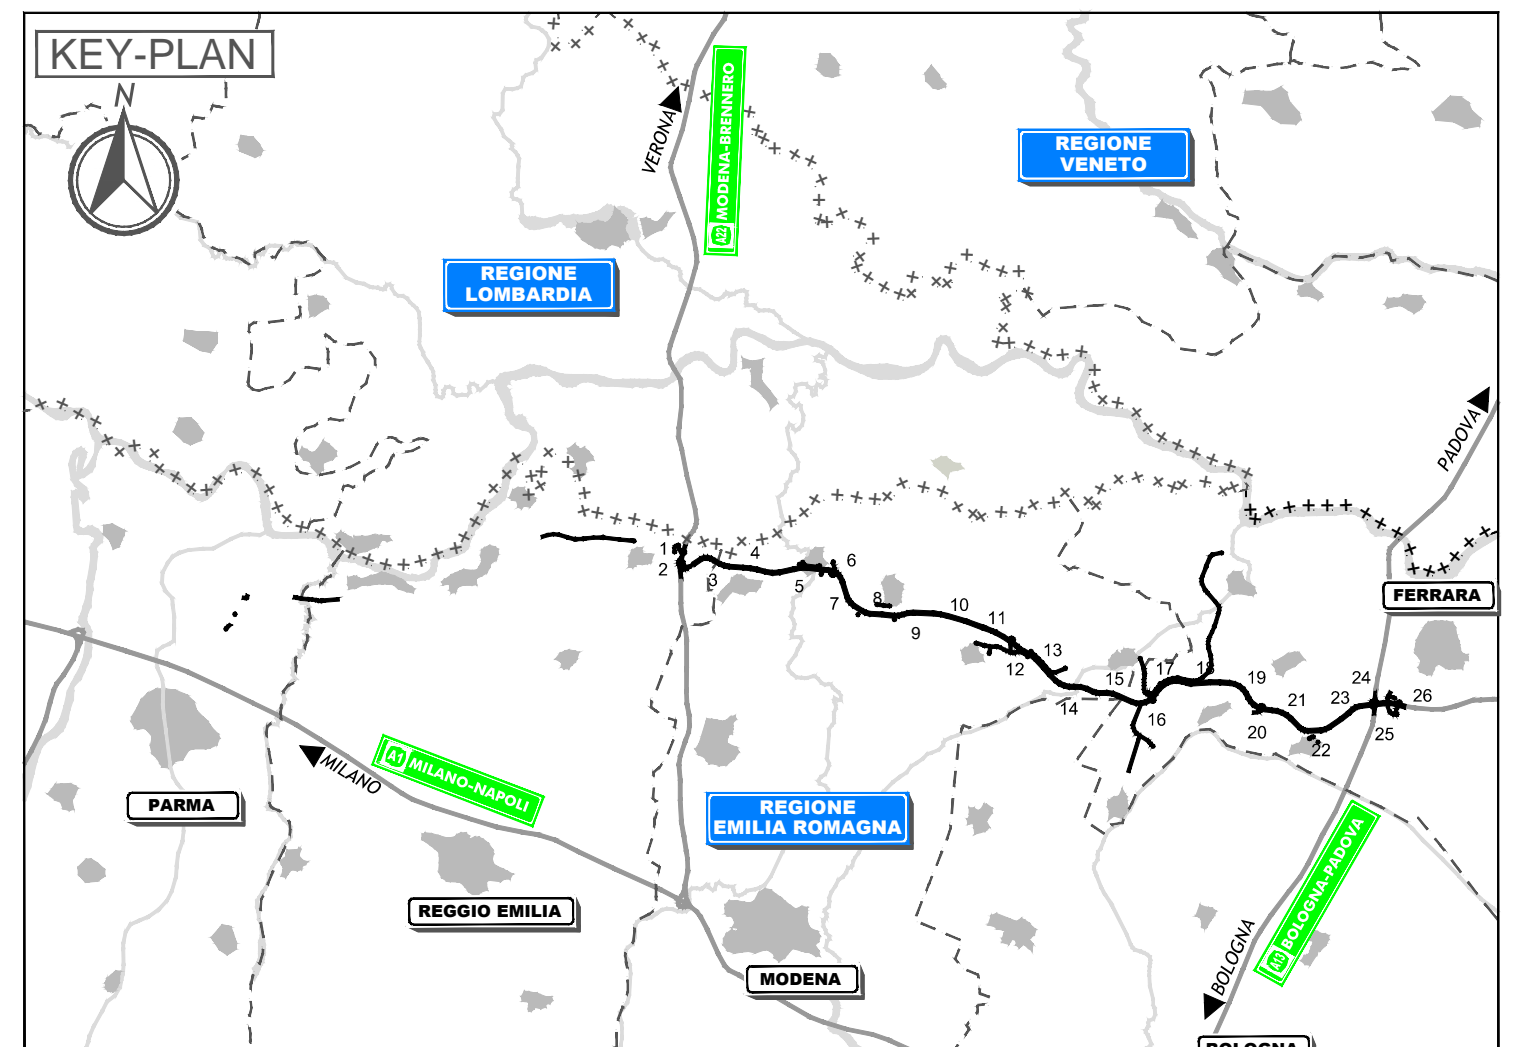 KEY-PLAN
N
VERONA
A22 MODENA-BRENNERO
REGIONE
VENETO
REGIONE
LOMBARDIA
PADOVA
1
2
3
4
5
6
7
8
9
10
11
12
13
14
15
16
17
18
19
20
21
22
23
24
25
26
FERRARA
MILANO
A1 MILANO-NAPOLI
PARMA
REGIONE
EMILIA ROMAGNA
A13 BOLOGNA-PADOVA
REGGIO EMILIA
MODENA
BOLOGNA
BOLOGNA